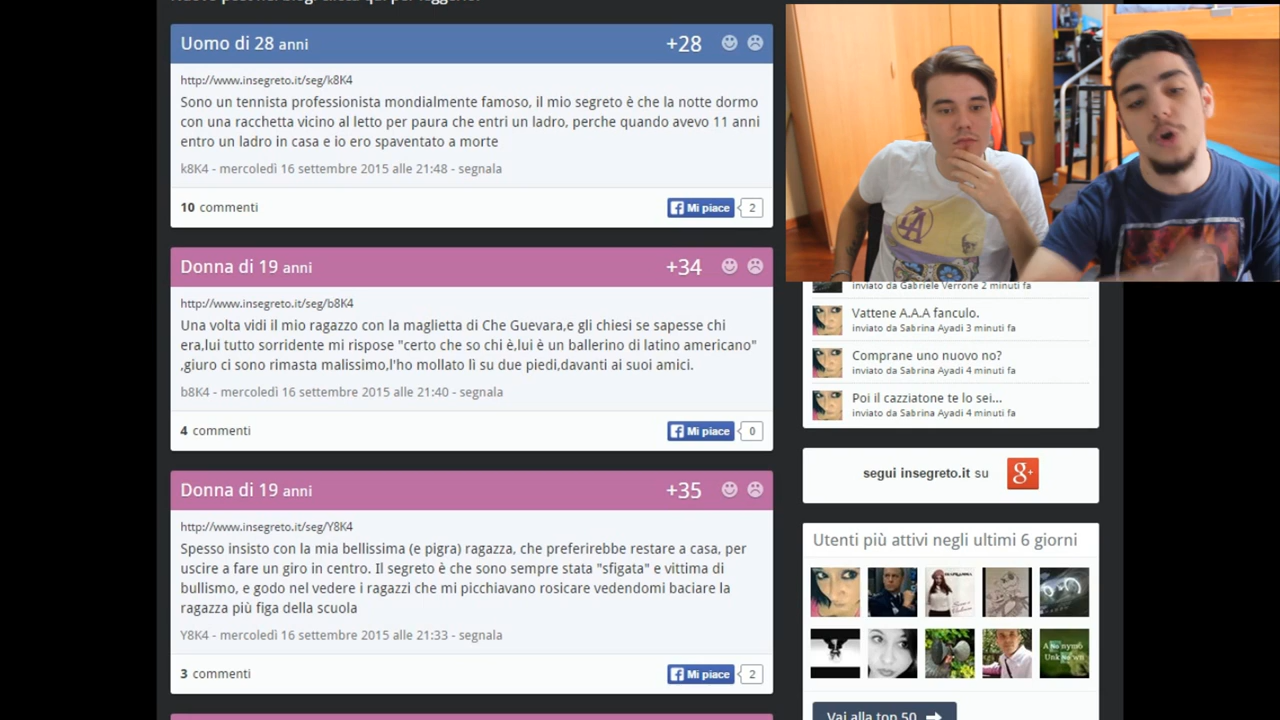 Uomo di 28 anni +28
http://www.insegreto.it/seg/k8K4
Sono un tennista professionista mondialmente famoso, il mio segreto è che la notte dormo
con una racchetta vicino al letto per paura che entri un ladro, perche quando avevo 11 anni
entro un ladro in casa e io ero spaventato a morte
k8K4 - mercoledì 16 settembre 2015 alle 21:48 - segnala
10 commenti
Mi piace 2
Donna di 19 anni +34
http://www.insegreto.it/seg/b8K4
Una volta vidi il mio ragazzo con la maglietta di Che Guevara,e gli chiesi se sapesse chi
era,lui tutto sorridente mi rispose "certo che so chi è,lui è un ballerino di latino americano"
,giuro ci sono rimasta malissimo,l'ho mollato lì su due piedi,davanti ai suoi amici.
b8K4 - mercoledì 16 settembre 2015 alle 21:40 - segnala
4 commenti
Mi piace 0
Donna di 19 anni +35
http://www.insegreto.it/seg/Y8K4
Spesso insisto con la mia bellissima (e pigra) ragazza, che preferirebbe restare a casa, per
uscire a fare un giro in centro. Il segreto è che sono sempre stata "sfigata" e vittima di
bullismo, e godo nel vedere i ragazzi che mi picchiavano rosicare vedendomi baciare la
ragazza più figa della scuola
Y8K4 - mercoledì 16 settembre 2015 alle 21:33 - segnala
3 commenti
Mi piace 2
inviato da Gabriele Verrone 2 minuti fa
Vattene A.A.A fanculo.
inviato da Sabrina Ayadi 3 minuti fa
Comprane uno nuovo no?
inviato da Sabrina Ayadi 4 minuti fa
Poi il cazziatone te lo sei...
inviato da Sabrina Ayadi 4 minuti fa
segui insegreto.it su g+
Utenti più attivi negli ultimi 6 giorni
Vai alla top 50